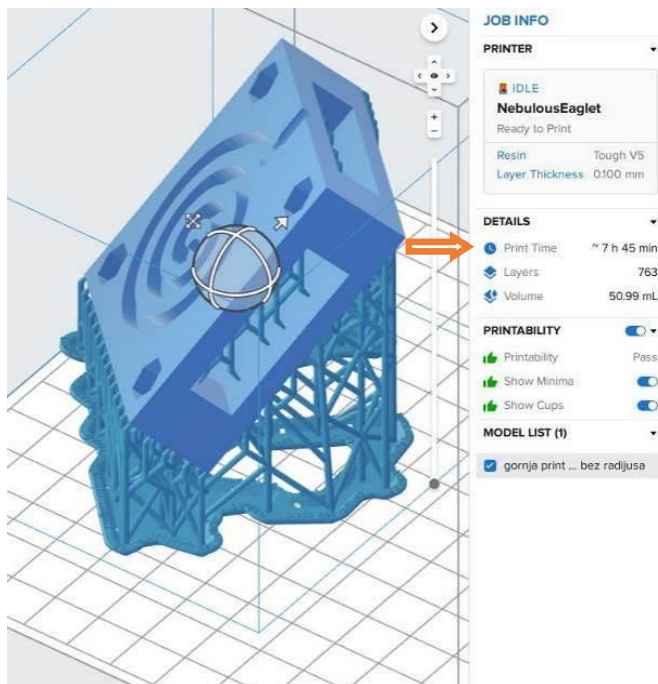 JOB INFO
PRINTER
IDLE
NebulousEaglet
Ready to Print
Resin Tough V5
Layer Thickness 0.100 mm
DETAILS
Print Time ~ 7 h 45 min
Layers 763
Volume 50.99 mL
PRINTABILITY
Printability Pass
Show Minima
Show Cups
MODEL LIST (1)
gornja print ... bez radijusa